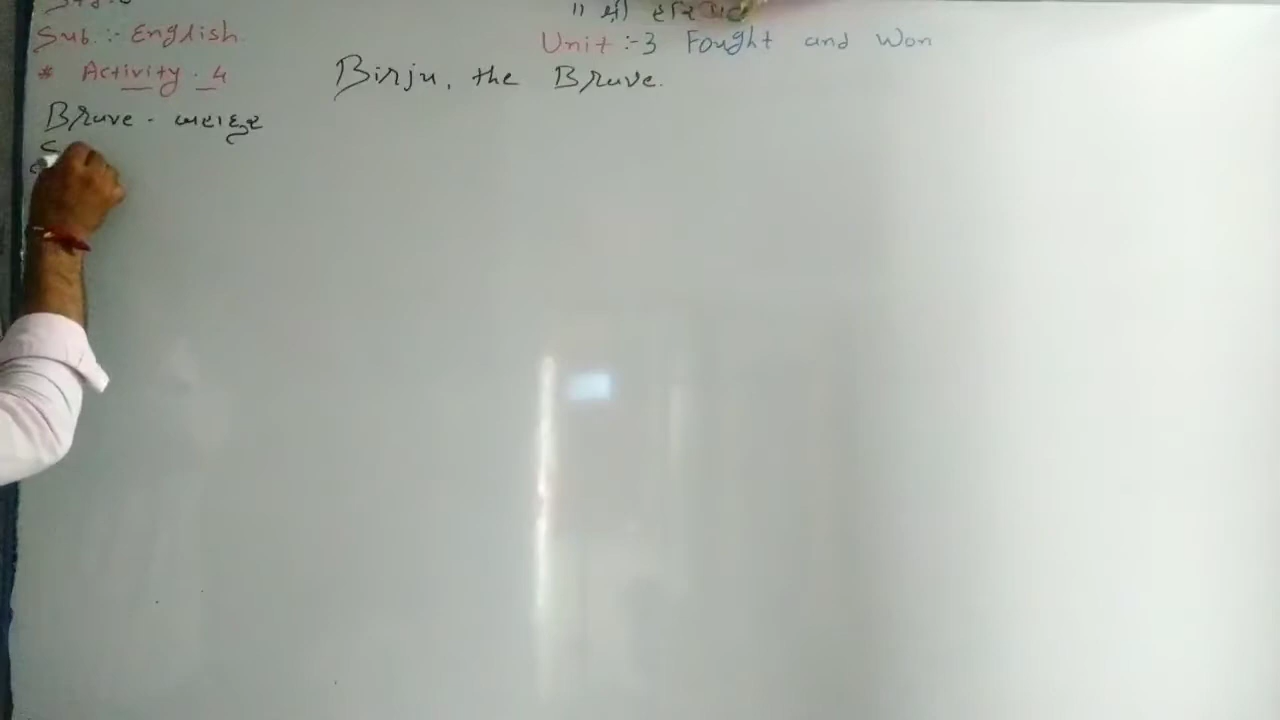 ॥ શ્રી
Sub :- English
Unit :- 3 Fought and Won
* Activity - 4
Birju, the Brave.
Brave - બહાદુર